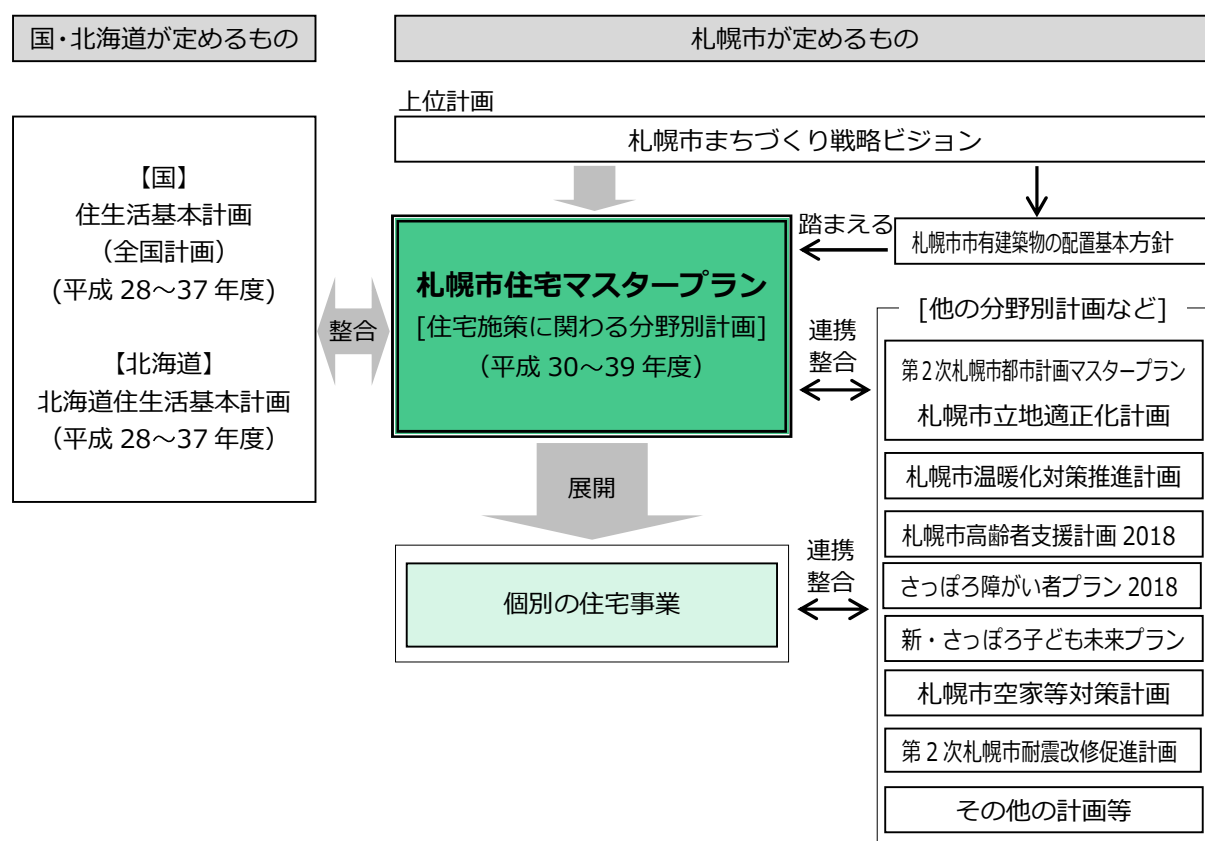 国・北海道が定めるもの
札幌市が定めるもの
【国】
住生活基本計画
（全国計画）
(平成 28～37 年度)
【北海道】
北海道住生活基本計画
（平成 28～37 年度）
整合
上位計画
札幌市まちづくり戦略ビジョン
札幌市住宅マスタープラン
[住宅施策に関わる分野別計画]
（平成 30～39 年度）
踏まえる
札幌市市有建築物の配置基本方針
連携
整合
展開
個別の住宅事業
連携
整合
[他の分野別計画など]
第２次札幌市都市計画マスタープラン
札幌市立地適正化計画
札幌市温暖化対策推進計画
札幌市高齢者支援計画 2018
さっぽろ障がい者プラン 2018
新・さっぽろ子ども未来プラン
札幌市空家等対策計画
第２次札幌市耐震改修促進計画
その他の計画等